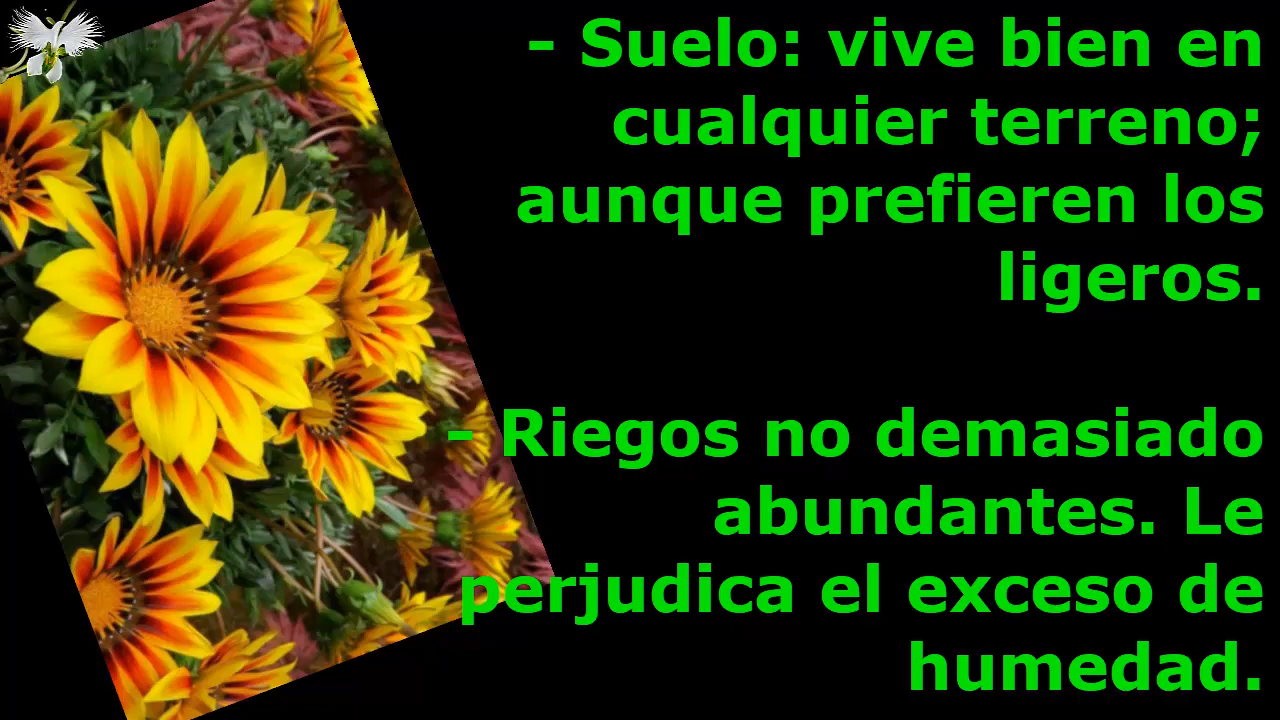 - Suelo: vive bien en
cualquier terreno;
aunque prefieren los
ligeros.
- Riegos no demasiado
abundantes. Le
perjudica el exceso de
humedad.